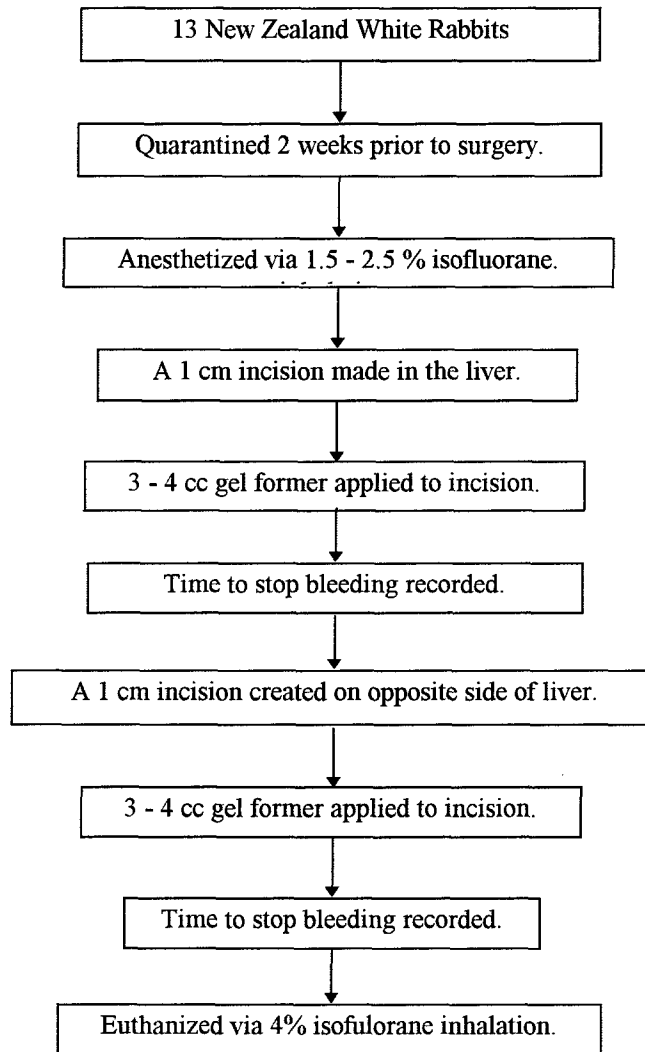 13 New Zealand White Rabbits
Quarantined 2 weeks prior to surgery.
Anesthetized via 1.5 - 2.5 % isofluorane.
A 1 cm incision made in the liver.
3 - 4 cc gel former applied to incision.
Time to stop bleeding recorded.
A 1 cm incision created on opposite side of liver.
3 - 4 cc gel former applied to incision.
Time to stop bleeding recorded.
Euthanized via 4% isofulorane inhalation.